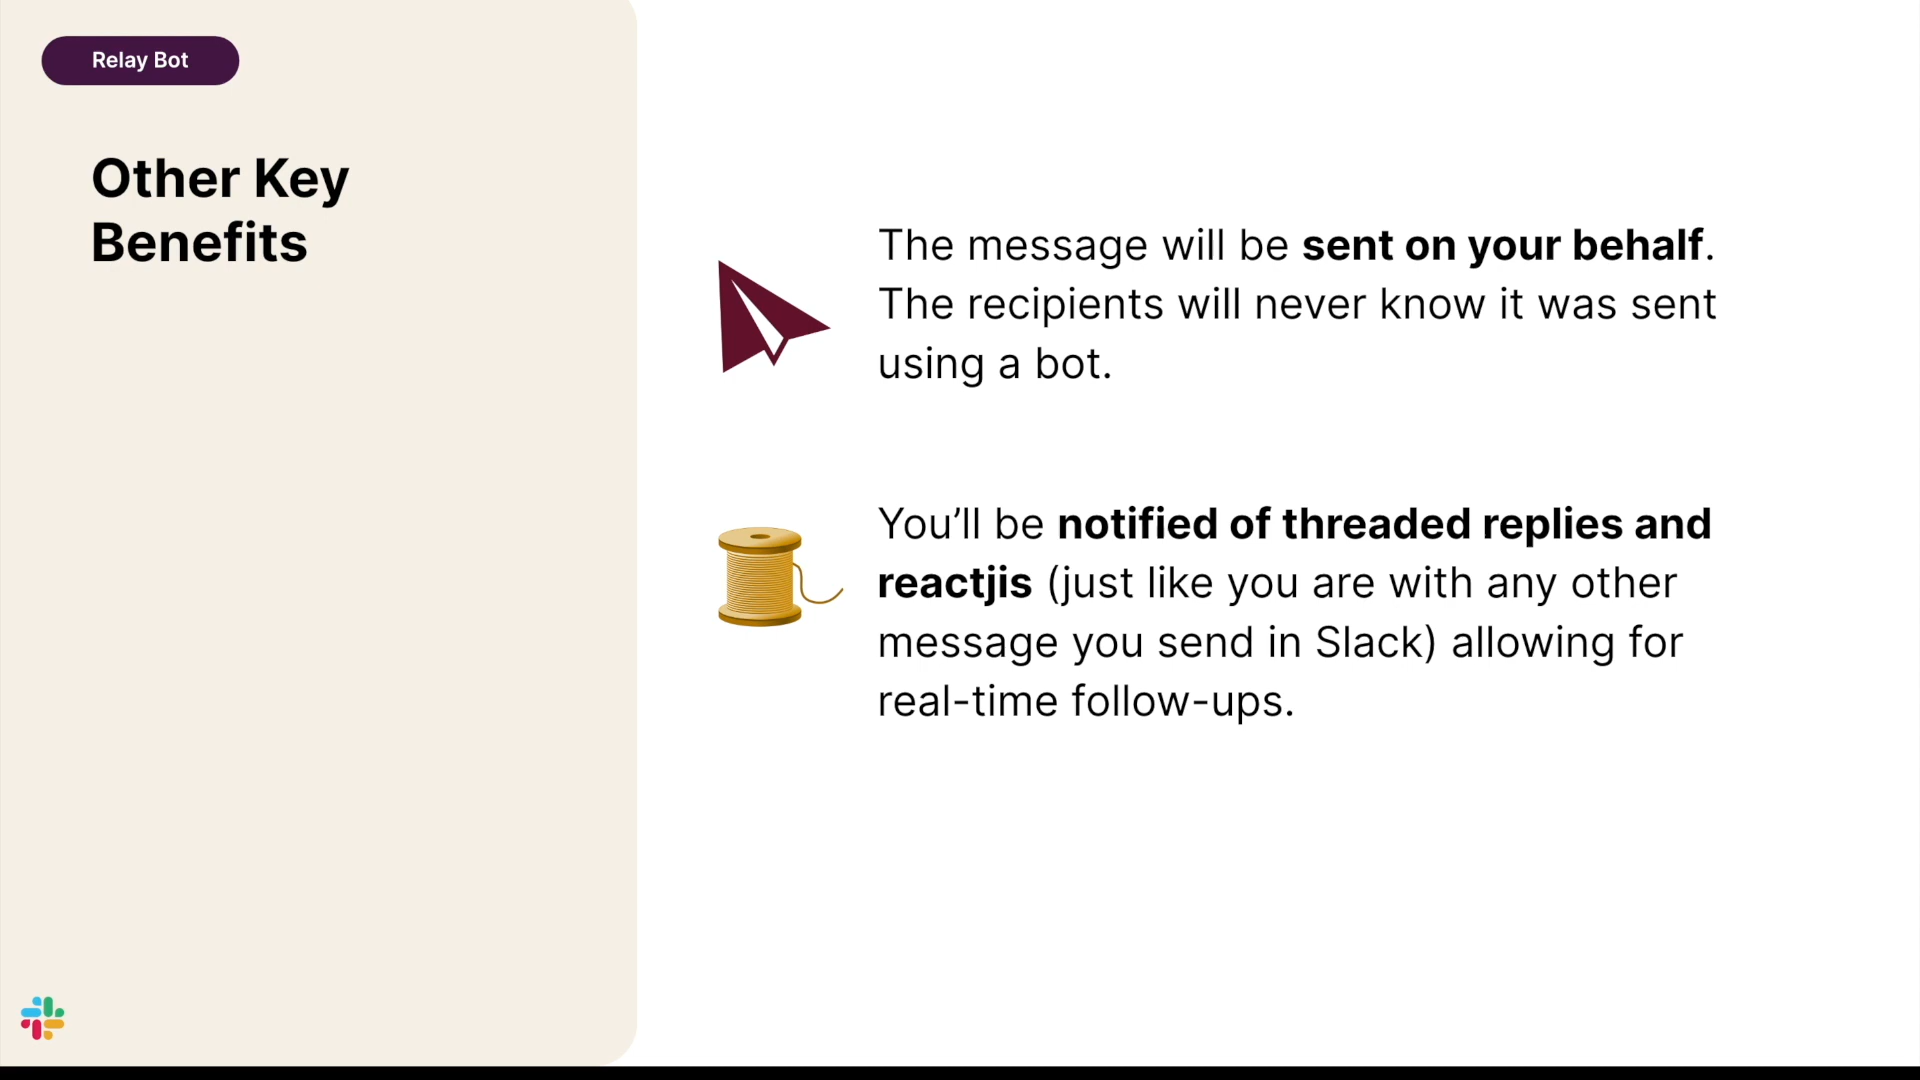 Relay Bot
Other Key
Benefits
The message will be sent on your behalf.
The recipients will never know it was sent
using a bot.
You’ll be notified of threaded replies and
reactjis (just like you are with any other
message you send in Slack) allowing for
real-time follow-ups.